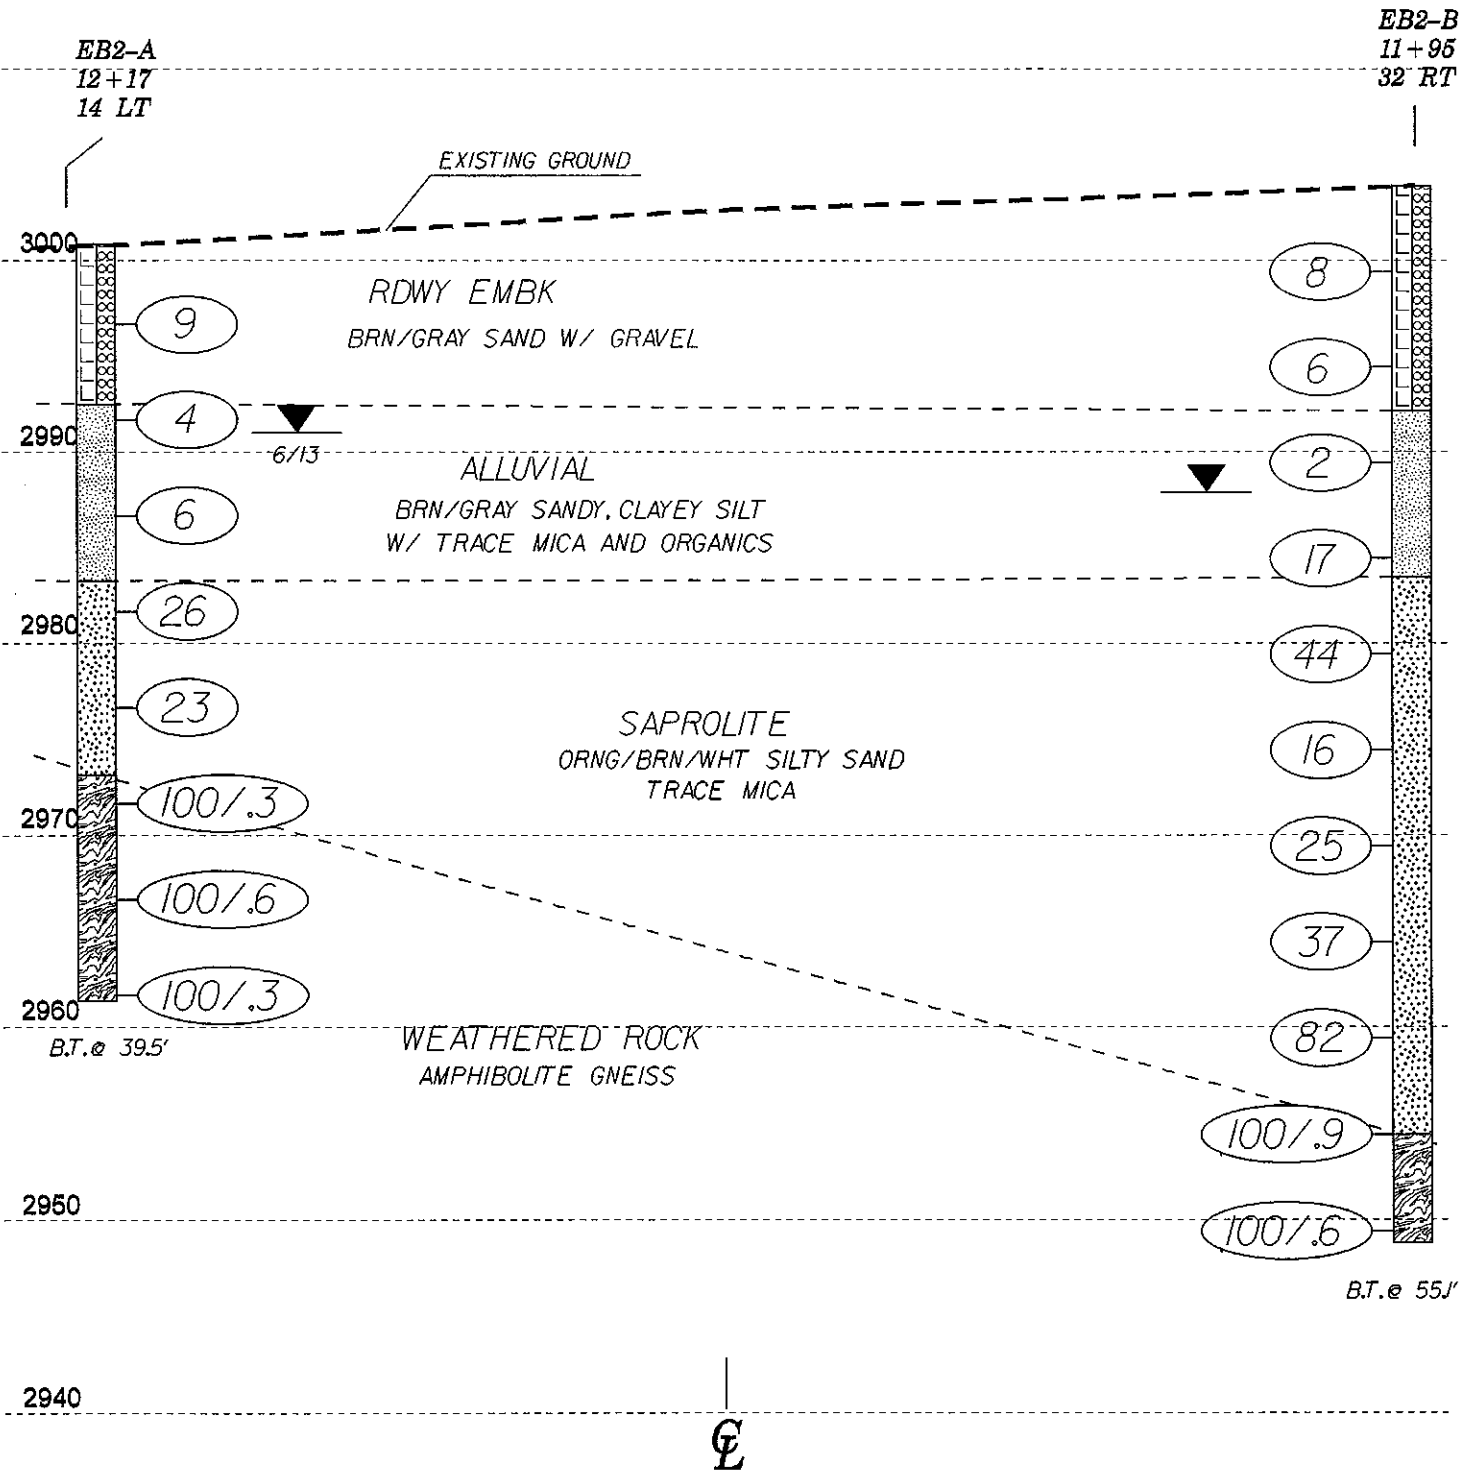 EB2-A
12+17
14 LT
EB2-B
11+95
32 RT
EXISTING GROUND
3000
RDWY EMBK
BRN/GRAY SAND W/ GRAVEL
8
9
6
4
6/13
2990
ALLUVIAL
BRN/GRAY SANDY, CLAYEY SILT
W/ TRACE MICA AND ORGANICS
2
6
17
26
2980
44
23
SAPROLITE
ORNG/BRN/WHT SILTY SAND
TRACE MICA
16
100/.3
2970
25
100/.6
37
100/.3
2960
B.T. @ 39.5'
WEATHERED ROCK
AMPHIBOLITE GNEISS
82
100/.9
2950
100/.6
B.T. @ 55.1'
2940
CL